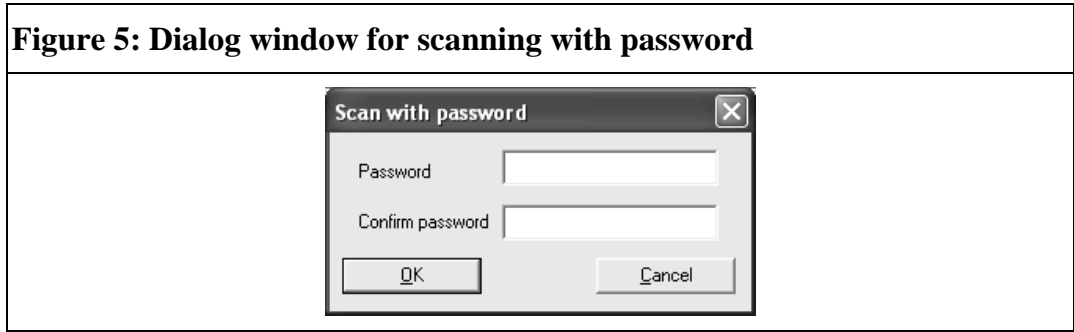 Figure 5: Dialog window for scanning with password
Scan with password
Password
Confirm password
OK
Cancel